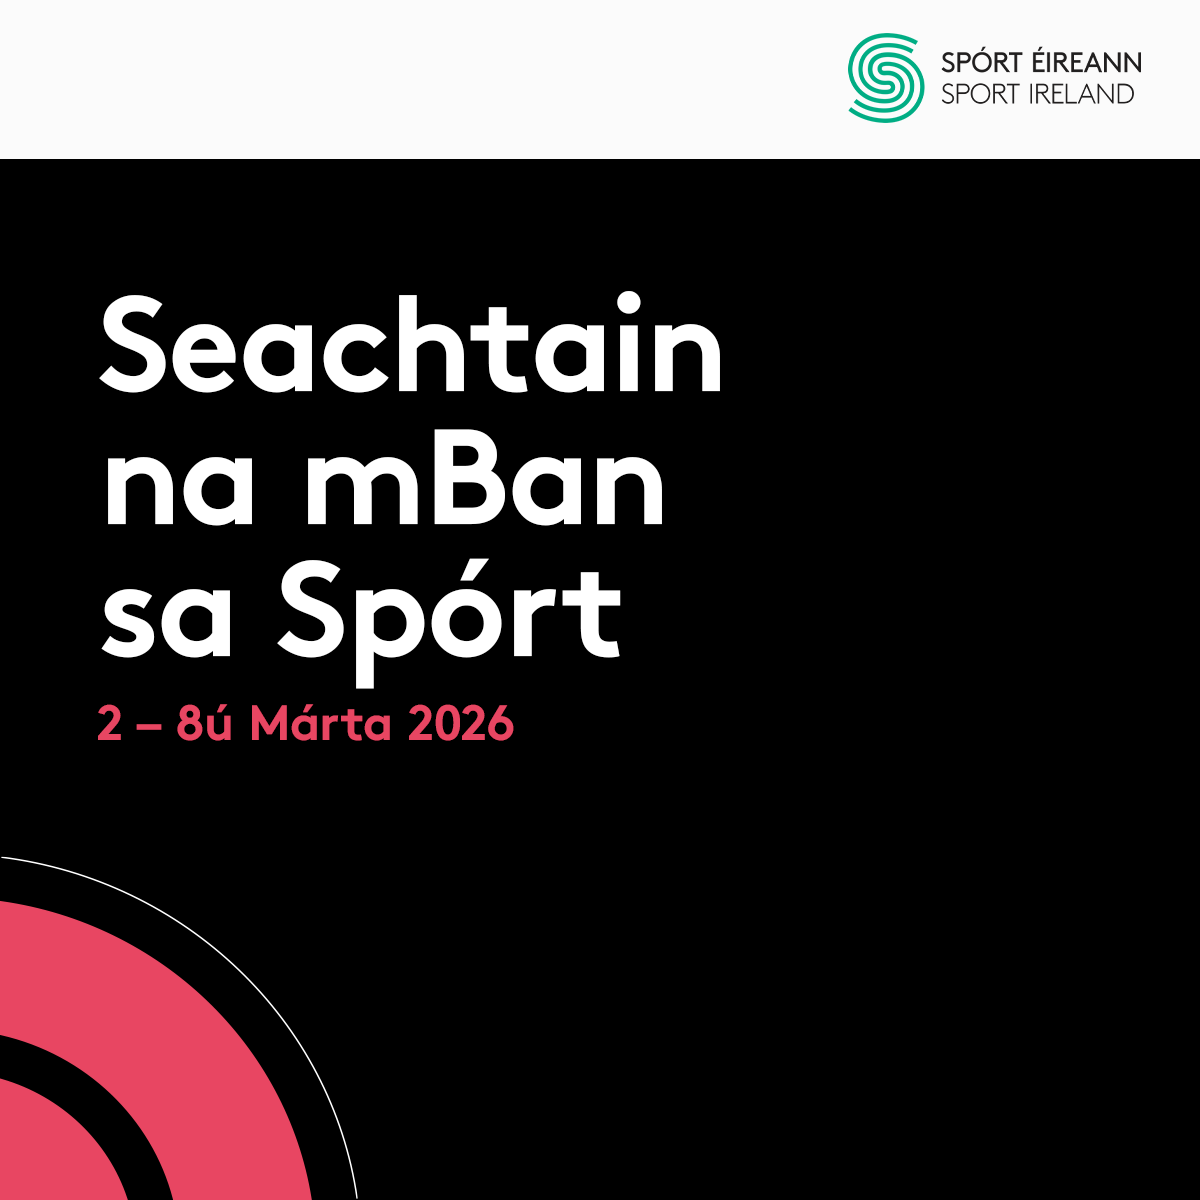 SPÓRT ÉIREANN
SPORT IRELAND
Seachtain
na mBan
sa Spórt
2 – 8ú Márta 2026